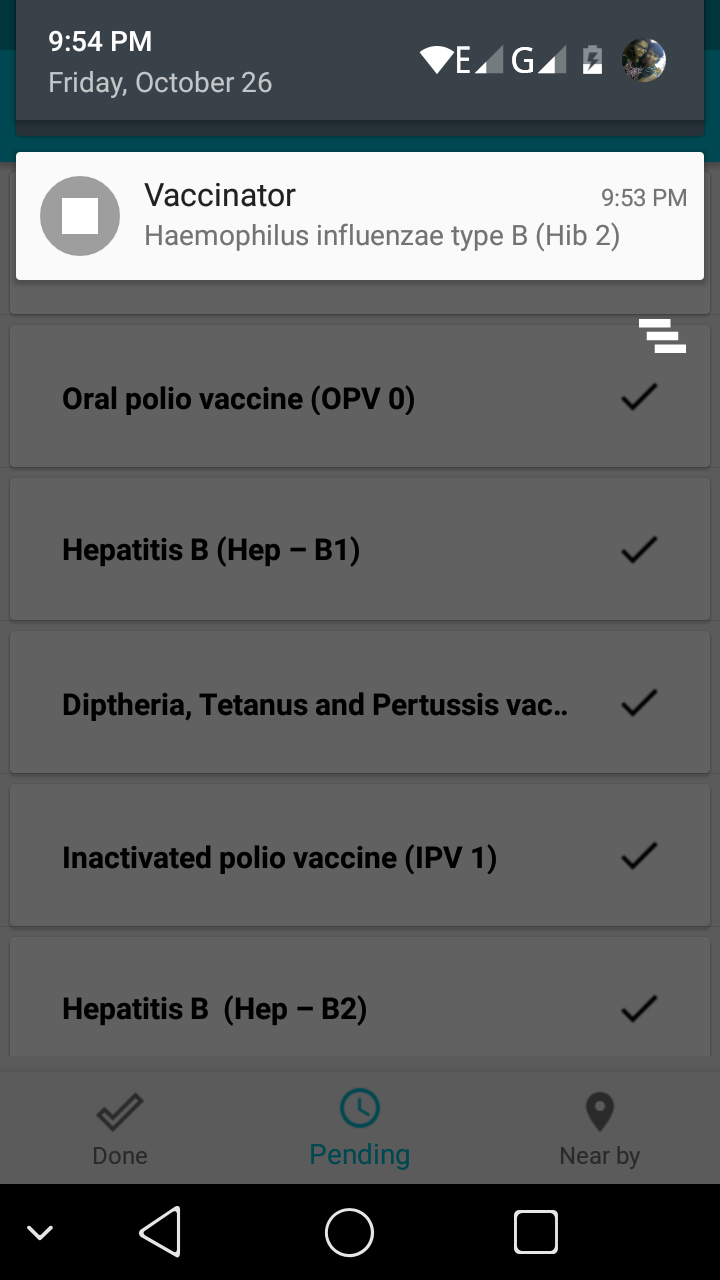 9:54 PM
E G
Friday, October 26
Vaccinator 9:53 PM
Haemophilus influenzae type B (Hib 2)
Oral polio vaccine (OPV 0)
Hepatitis B (Hep – B1)
Diptheria, Tetanus and Pertussis vac..
Inactivated polio vaccine (IPV 1)
Hepatitis B  (Hep – B2)
Done Pending Near by